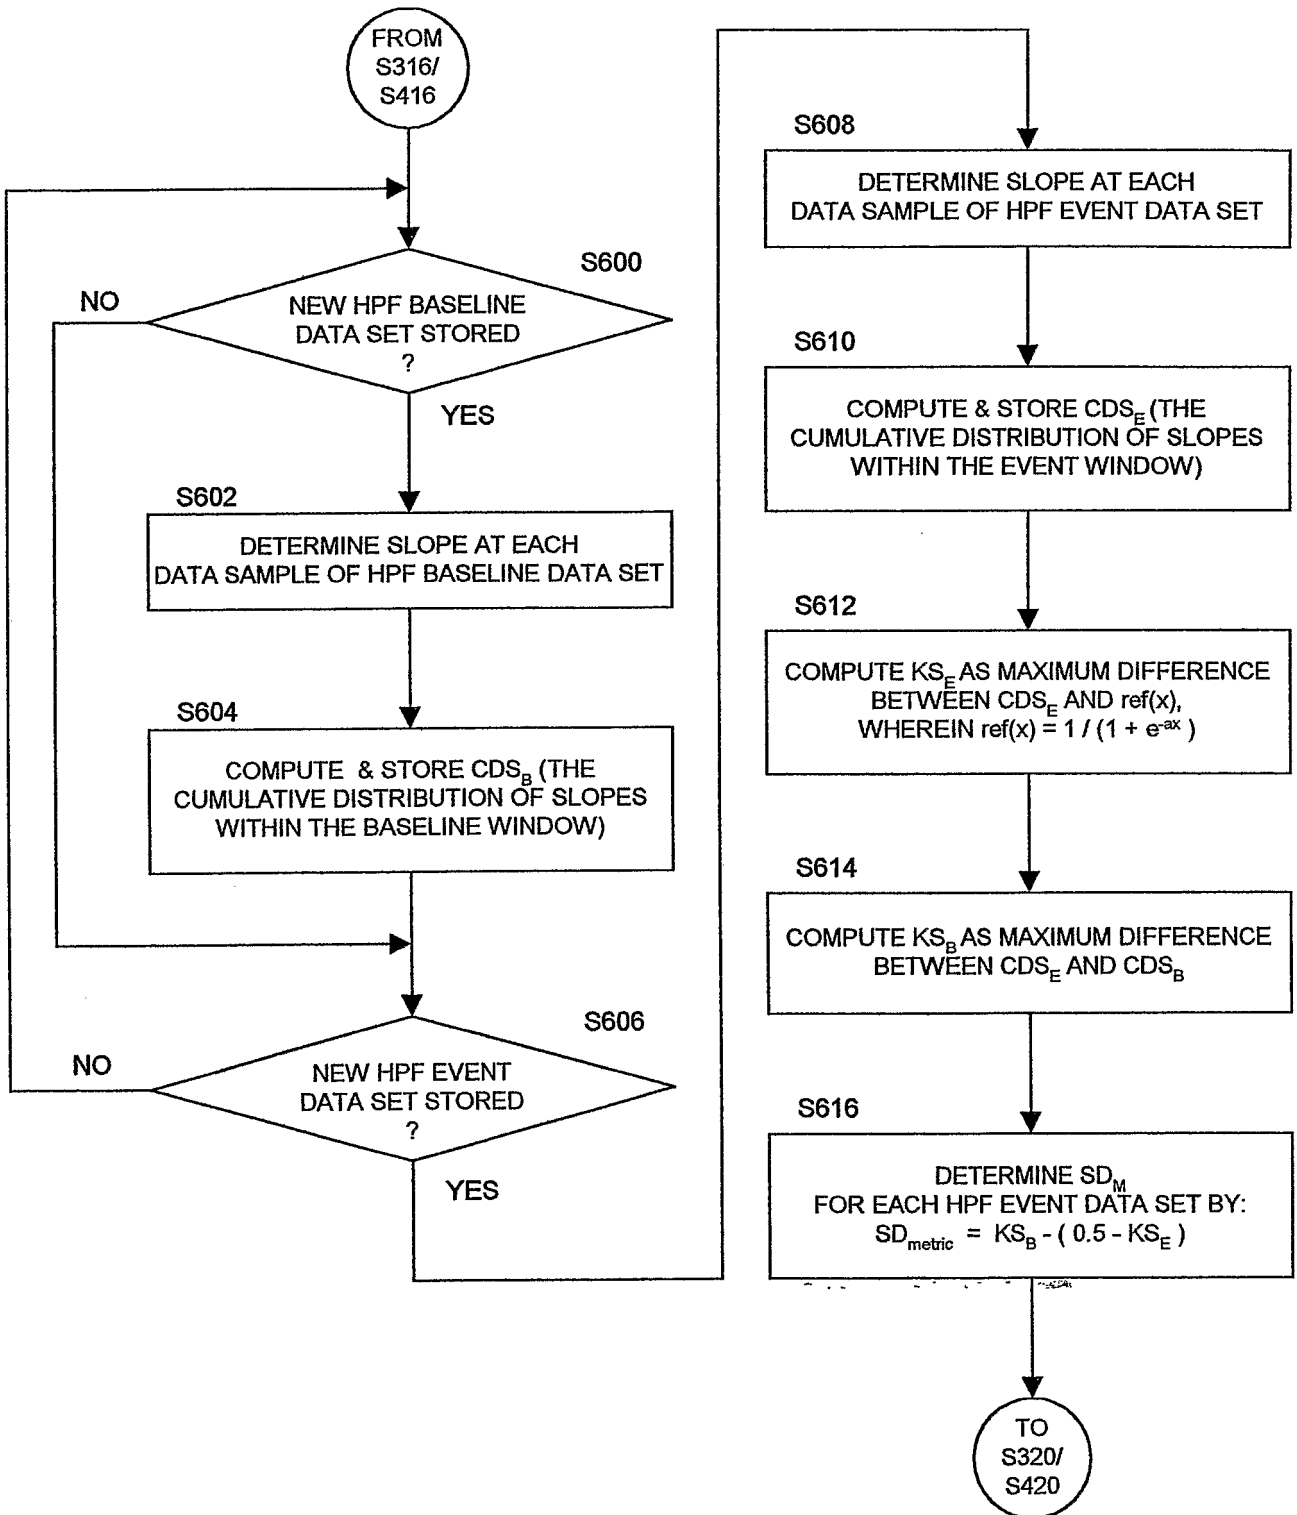 FROM
S316/
S416
S600
NO
NEW HPF BASELINE
DATA SET STORED
?
YES
S602
DETERMINE SLOPE AT EACH
DATA SAMPLE OF HPF BASELINE DATA SET
S604
COMPUTE & STORE CDS_B (THE
CUMULATIVE DISTRIBUTION OF SLOPES
WITHIN THE BASELINE WINDOW)
S606
NO
NEW HPF EVENT
DATA SET STORED
?
YES
S608
DETERMINE SLOPE AT EACH
DATA SAMPLE OF HPF EVENT DATA SET
S610
COMPUTE & STORE CDS_E (THE
CUMULATIVE DISTRIBUTION OF SLOPES
WITHIN THE EVENT WINDOW)
S612
COMPUTE KS_E AS MAXIMUM DIFFERENCE
BETWEEN CDS_E AND ref(x),
WHEREIN ref(x) = 1 / (1 + e^-ax )
S614
COMPUTE KS_B AS MAXIMUM DIFFERENCE
BETWEEN CDS_E AND CDS_B
S616
DETERMINE SD_M
FOR EACH HPF EVENT DATA SET BY:
SD_metric = KS_B - ( 0.5 - KS_E )
TO
S320/
S420